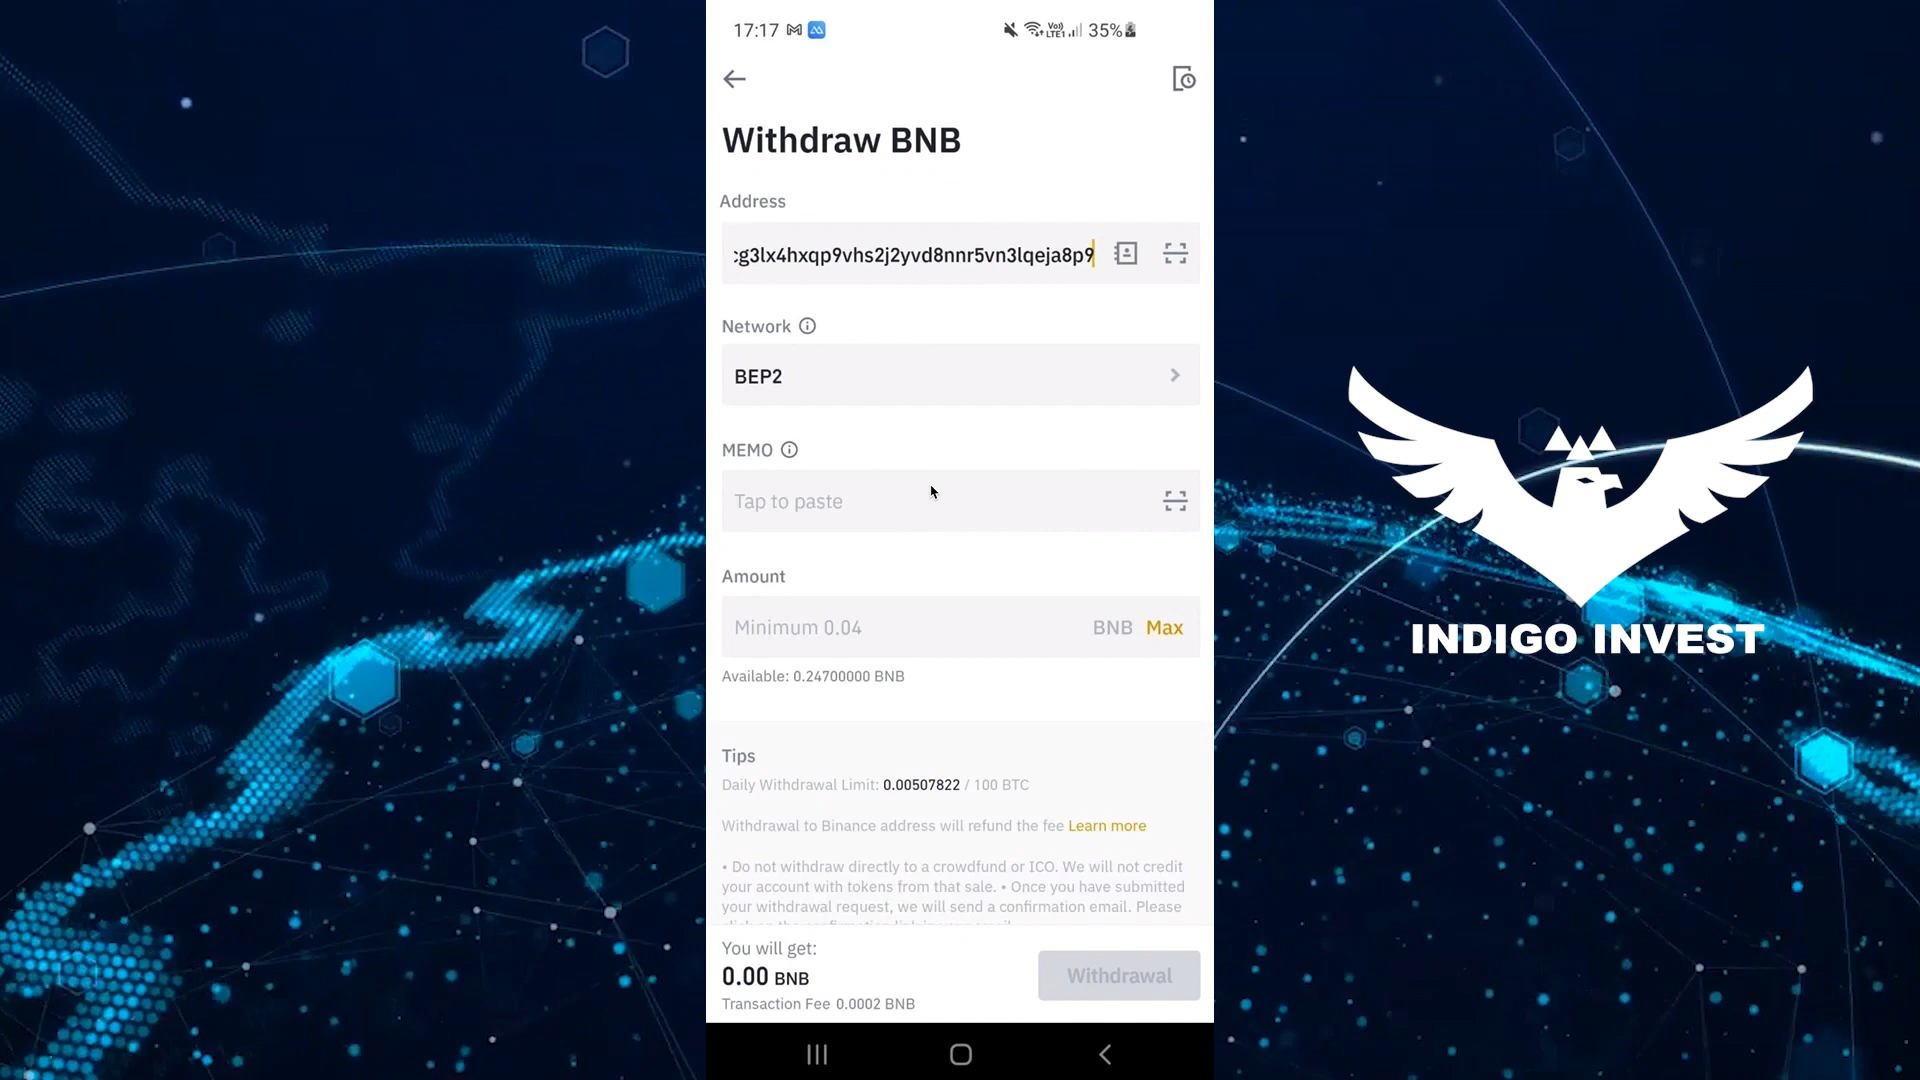 17:17
Vo))
LTE1
35%
Withdraw BNB
Address
cg3lx4hxqp9vhs2j2yvd8nnr5vn3lqeja8p9
Network
BEP2
MEMO
Tap to paste
Amount
Minimum 0.04 BNB Max
Available: 0.24700000 BNB
Tips
Daily Withdrawal Limit: 0.00507822 / 100 BTC
Withdrawal to Binance address will refund the fee Learn more
• Do not withdraw directly to a crowdfund or ICO. We will not credit
your account with tokens from that sale. • Once you have submitted
your withdrawal request, we will send a confirmation email. Please
You will get:
0.00 BNB
Transaction Fee 0.0002 BNB
Withdrawal
INDIGO INVEST